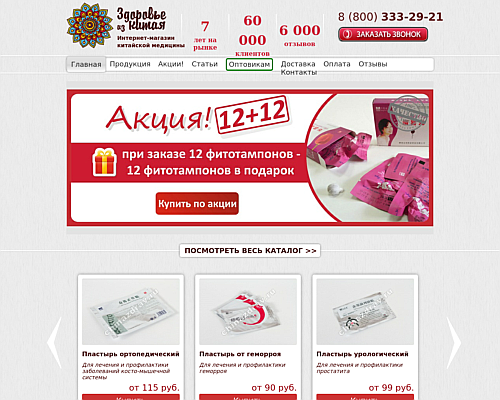 Здоровье
из Китая
Интернет-магазин
китайской медицины
7
лет на
рынке
60
000
клиентов
6 000
отзывов
8 (800) 333-29-21
ЗАКАЗАТЬ ЗВОНОК
Главная Продукция Акции! Статьи Оптовикам Доставка Оплата Отзывы
Контакты
Акция! 12+12
при заказе 12 фитотампонов -
12 фитотампонов в подарок
Купить по акции
ПОСМОТРЕТЬ ВЕСЬ КАТАЛОГ >>
Пластырь ортопедический
Для лечения и профилактики
заболеваний косто-мышечной
системы
от 115 руб.
Пластырь от геморроя
Для лечения и профилактики
геморроя
от 90 руб.
Пластырь урологический
Для лечения и профилактики
простатита
от 99 руб.